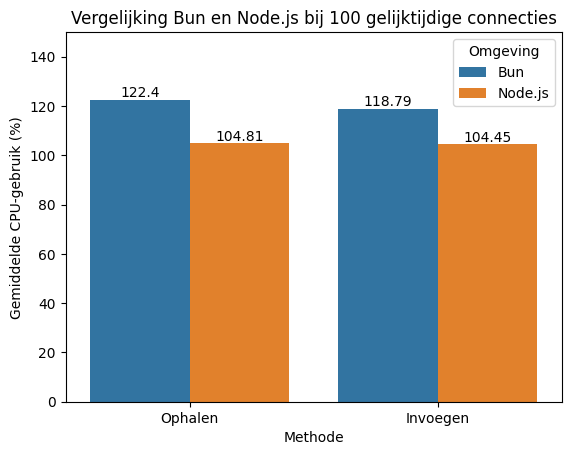 Vergelijking Bun en Node.js bij 100 gelijktijdige connecties
Omgeving
Bun
Node.js
Gemiddelde CPU-gebruik (%)
140
120
100
80
60
40
20
0
122.4
104.81
118.79
104.45
Ophalen
Invoegen
Methode